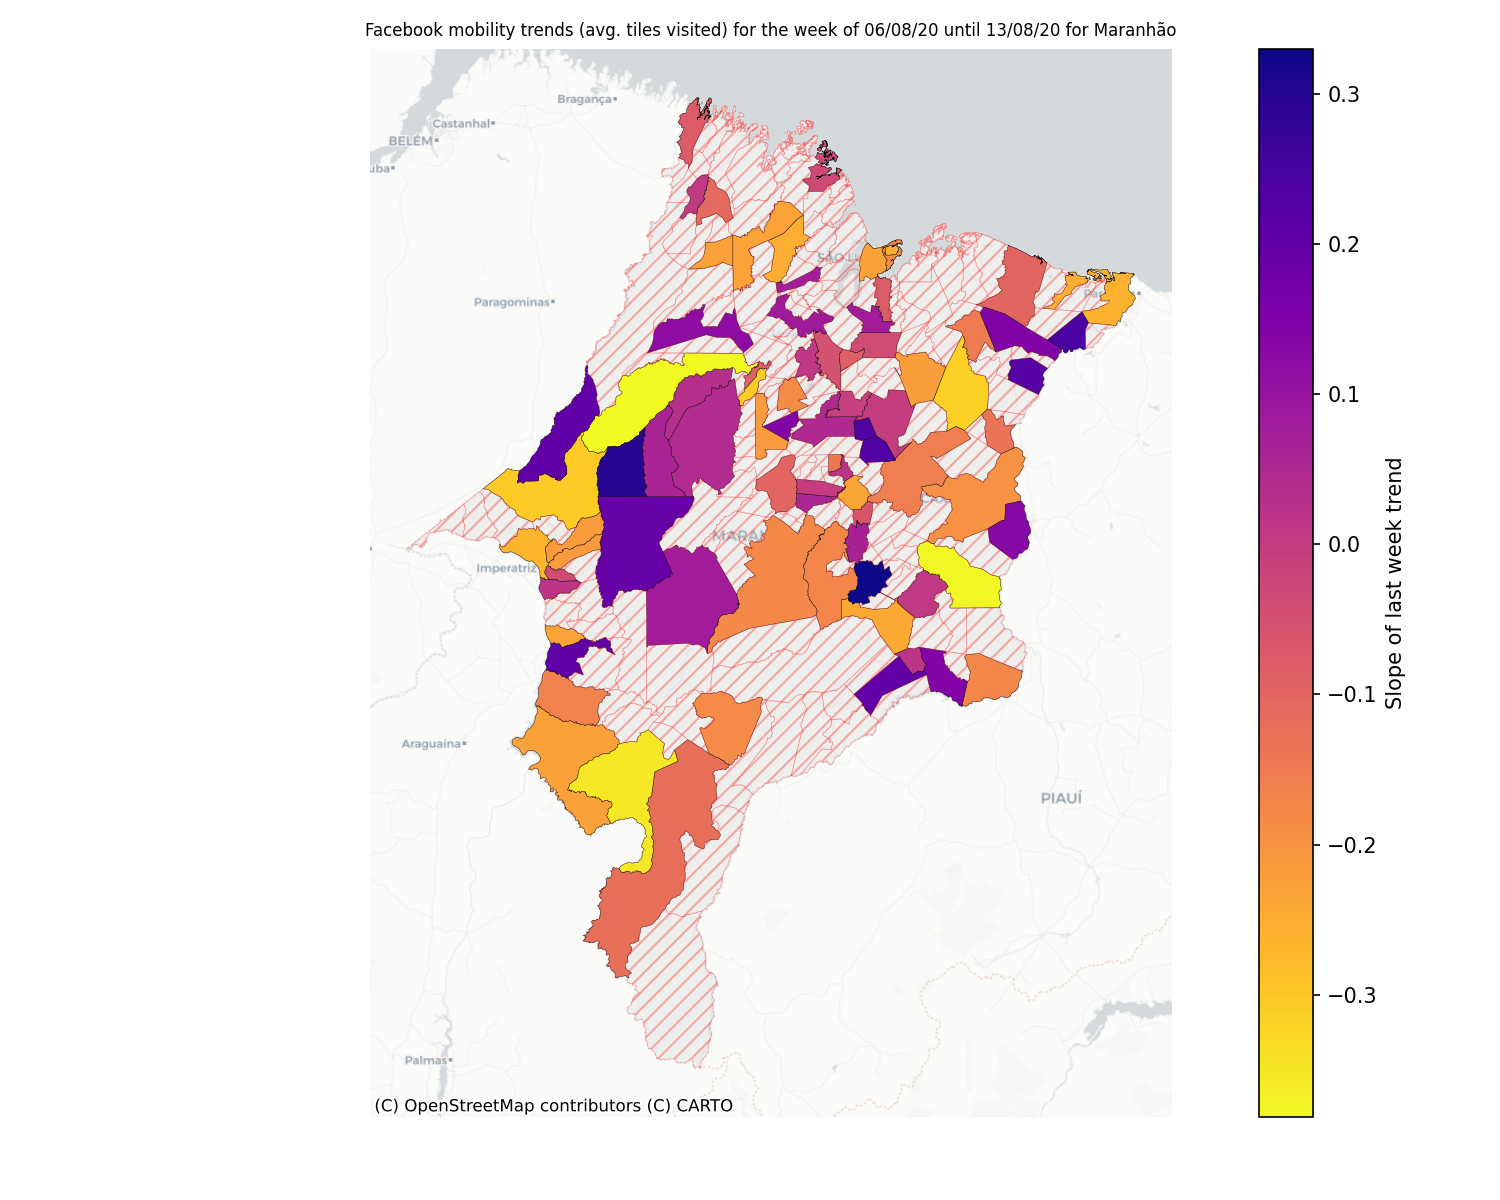 Facebook mobility trends (avg. tiles visited) for the week of 06/08/20 until 13/08/20 for Maranhão
Bragança
Castanhal
BELÉM
uba
SÃO LU
Paragominas
Imperatriz
MARAN
Araguaína
PIAUÍ
Palmas
(C) OpenStreetMap contributors (C) CARTO
0.3
0.2
0.1
0.0
−0.1
−0.2
−0.3
Slope of last week trend